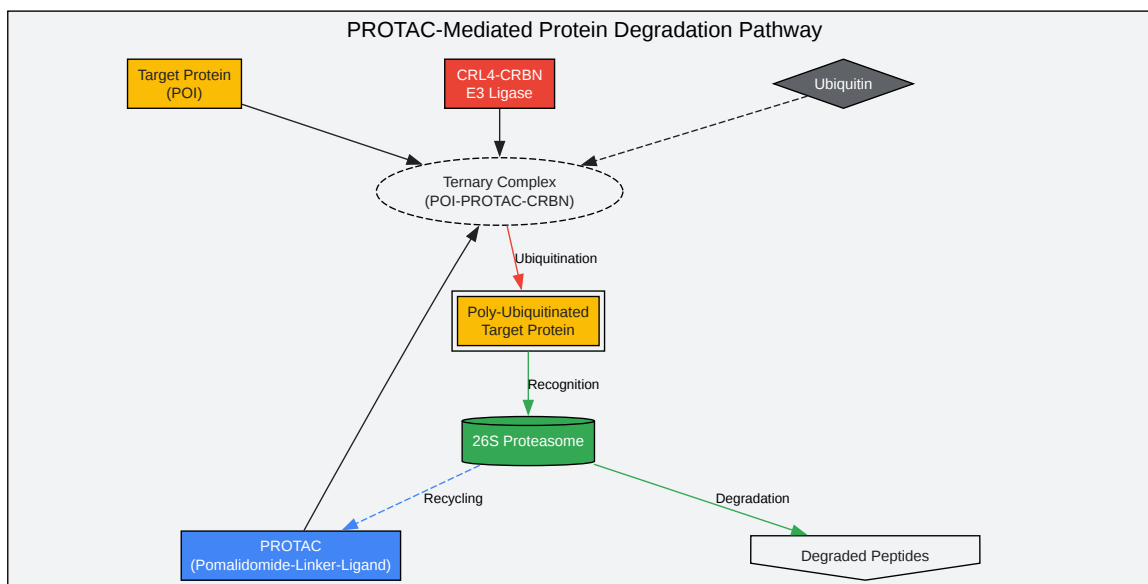 PROTAC-Mediated Protein Degradation Pathway
Target Protein
(POI)
CRL4-CRBN
E3 Ligase
Ubiquitin
Ternary Complex
(POI-PROTAC-CRBN)
Ubiquitination
Poly-Ubiquitinated
Target Protein
Recognition
26S Proteasome
Recycling
Degradation
PROTAC
(Pomalidomide-Linker-Ligand)
Degraded Peptides